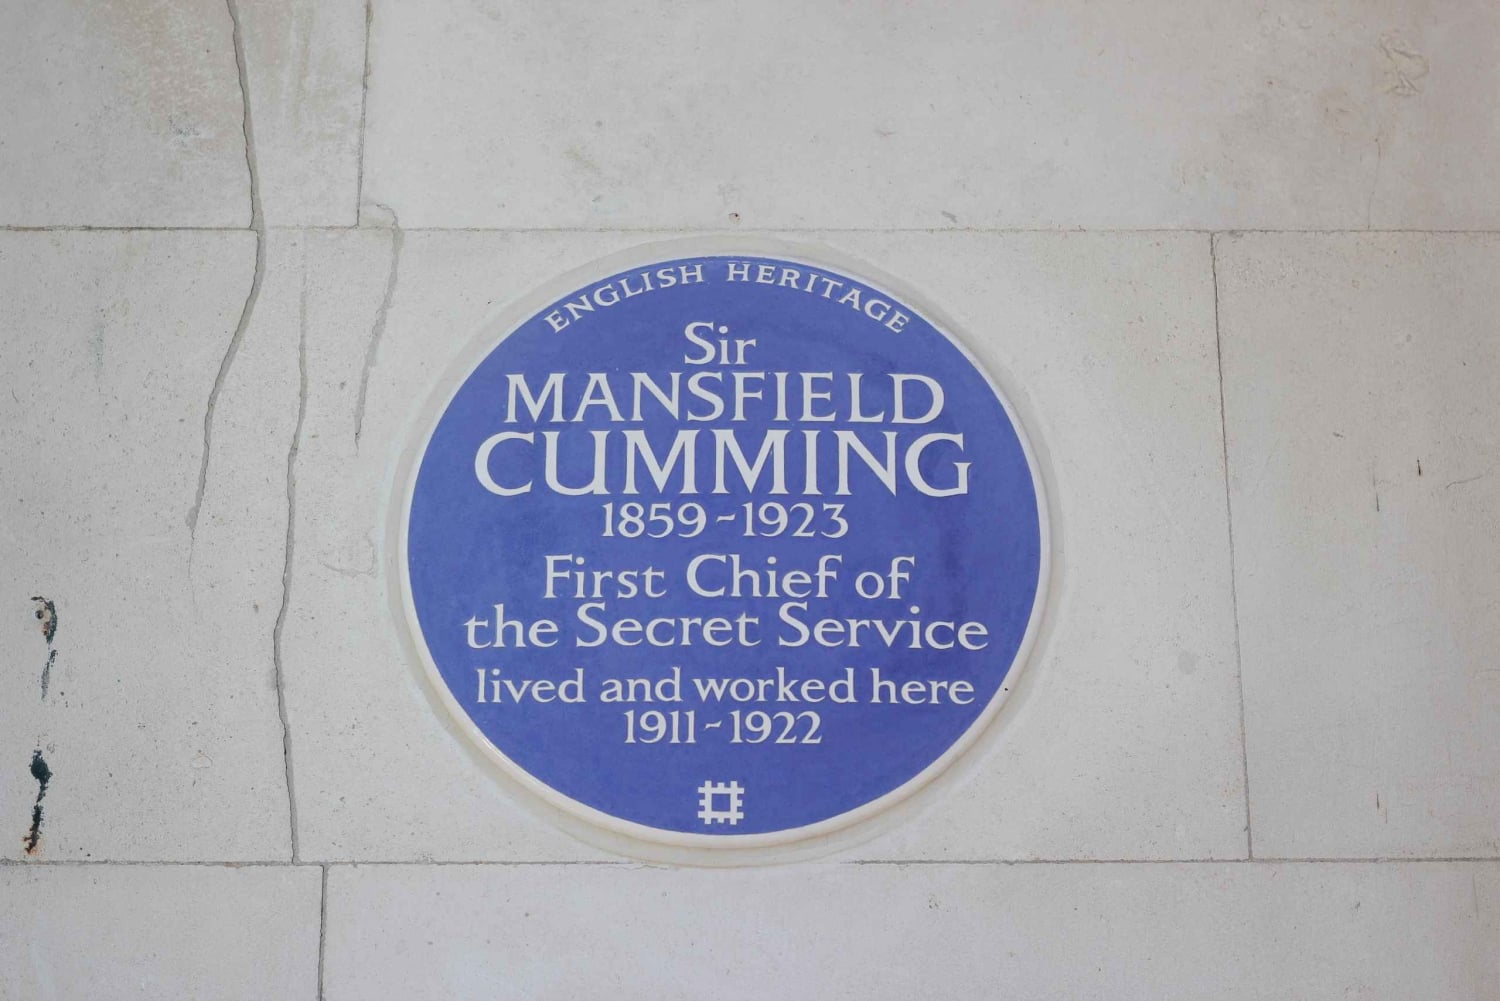 ENGLISH HERITAGE
Sir
MANSFIELD
CUMMING
1859-1923
First Chief of
the Secret Service
lived and worked here
1911-1922